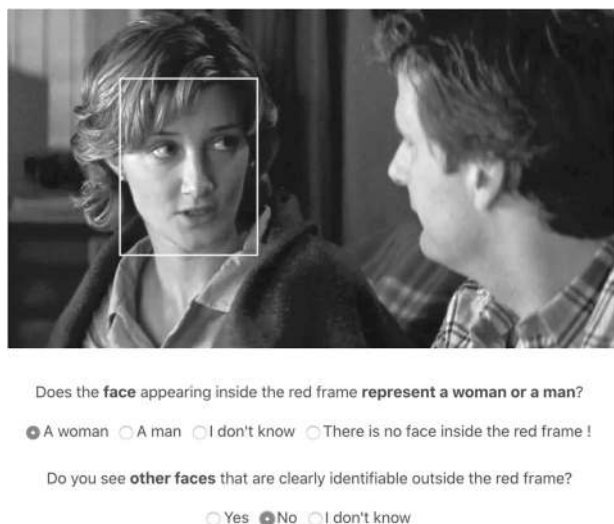 Does the face appearing inside the red frame represent a woman or a man?
A woman A man I don't know There is no face inside the red frame !
Do you see other faces that are clearly identifiable outside the red frame?
Yes No I don't know